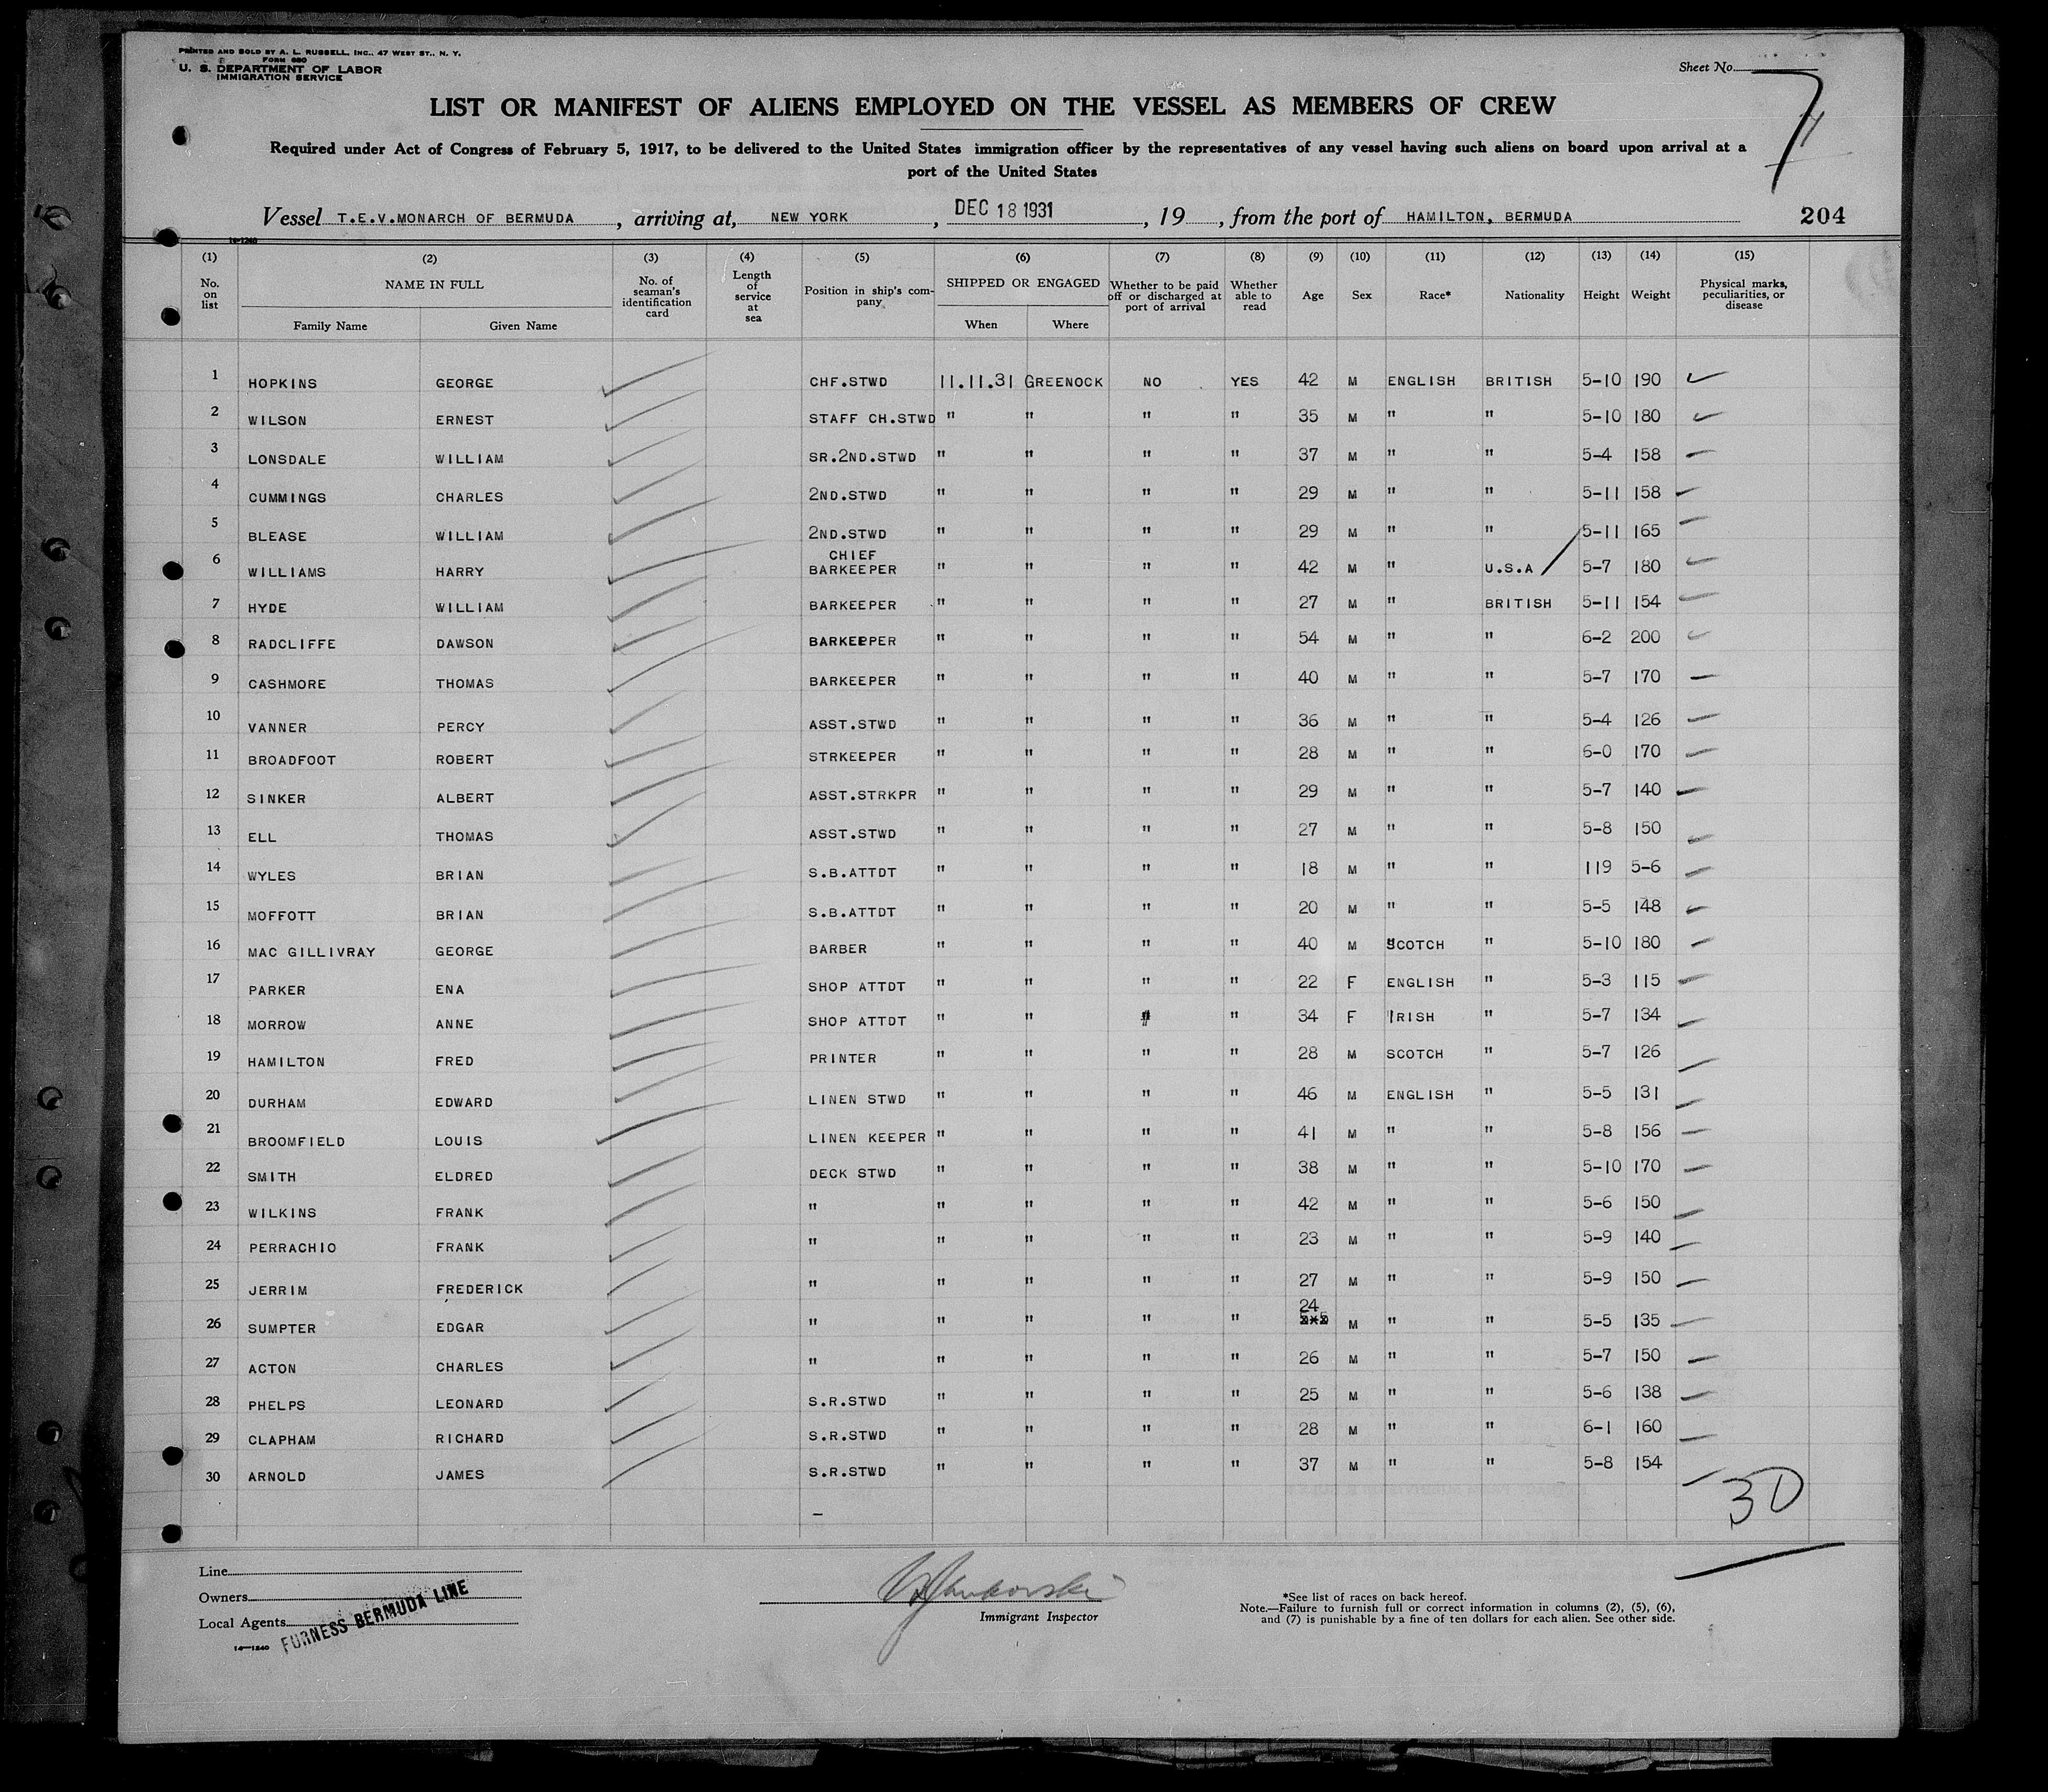 PRINTED AND SOLD BY A. L. RUSSELL, INC., 47 WEST ST., N. Y.
FORM 680
U. S. DEPARTMENT OF LABOR
IMMIGRATION SERVICE
Sheet No.
7
LIST OR MANIFEST OF ALIENS EMPLOYED ON THE VESSEL AS MEMBERS OF CREW
Required under Act of Congress of February 5, 1917, to be delivered to the United States immigration officer by the representatives of any vessel having such aliens on board upon arrival at a
port of the United States
Vessel T.E.V.MONARCH OF BERMUDA, arriving at, NEW YORK, DEC 18 1931, 19, from the port of HAMILTON, BERMUDA 204
14-1240
(1) (2) (3) (4) (5) (6) (7) (8) (9) (10) (11) (12) (13) (14) (15)
No. on list NAME IN FULL Family Name Given Name No. of seaman's identification card Length of service at sea Position in ship's company SHIPPED OR ENGAGED When Where Whether to be paid off or discharged at port of arrival Whether able to read Age Sex Race* Nationality Height Weight Physical marks, peculiarities, or disease
1 HOPKINS GEORGE CHF.STWD 11.11.31 GREENOCK NO YES 42 M ENGLISH BRITISH 5-10 190
2 WILSON ERNEST STAFF CH.STWD " " " " 35 M " " 5-10 180
3 LONSDALE WILLIAM SR.2ND.STWD " " " " 37 M " " 5-4 158
4 CUMMINGS CHARLES 2ND.STWD " " " " 29 M " " 5-11 158
5 BLEASE WILLIAM 2ND.STWD " " " " 29 M " " 5-11 165
6 WILLIAMS HARRY CHIEF BARKEEPER " " " " 42 M " U.S.A 5-7 180
7 HYDE WILLIAM BARKEEPER " " " " 27 M " BRITISH 5-11 154
8 RADCLIFFE DAWSON BARKEEPER " " " " 54 M " " 6-2 200
9 CASHMORE THOMAS BARKEEPER " " " " 40 M " " 5-7 170
10 VANNER PERCY ASST.STWD " " " " 36 M " " 5-4 126
11 BROADFOOT ROBERT STRKEEPER " " " " 28 M " " 6-0 170
12 SINKER ALBERT ASST.STRKPR " " " " 29 M " " 5-7 140
13 ELL THOMAS ASST.STWD " " " " 27 M " " 5-8 150
14 WYLES BRIAN S.B.ATTDT " " " " 18 M " " 119 5-6
15 MOFFOTT BRIAN S.B.ATTDT " " " " 20 M " " 5-5 148
16 MAC GILLIVRAY GEORGE BARBER " " " " 40 M SCOTCH " 5-10 180
17 PARKER ENA SHOP ATTDT " " " " 22 F ENGLISH " 5-3 115
18 MORROW ANNE SHOP ATTDT " " " " 34 F IRISH " 5-7 134
19 HAMILTON FRED PRINTER " " " " 28 M SCOTCH " 5-7 126
20 DURHAM EDWARD LINEN STWD " " " " 46 M ENGLISH " 5-5 131
21 BROOMFIELD LOUIS LINEN KEEPER " " " " 41 M " " 5-8 156
22 SMITH ELDRED DECK STWD " " " " 38 M " " 5-10 170
23 WILKINS FRANK " " " " " 42 M " " 5-6 150
24 PERRACHIO FRANK " " " " " 23 M " " 5-9 140
25 JERRIM FREDERICK " " " " " 27 M " " 5-9 150
26 SUMPTER EDGAR " " " " " 24 M " " 5-5 135
27 ACTON CHARLES " " " " " 26 M " " 5-7 150
28 PHELPS LEONARD S.R.STWD " " " " 25 M " " 5-6 138
29 CLAPHAM RICHARD S.R.STWD " " " " 28 M " " 6-1 160
30 ARNOLD JAMES S.R.STWD " " " " 37 M " " 5-8 154
30
Line
Owners
Local Agents
FURNESS BERMUDA LINE
14-1240
Immigrant Inspector
*See list of races on back hereof.
Note.—Failure to furnish full or correct information in columns (2), (5), (6),
and (7) is punishable by a fine of ten dollars for each alien. See other side.